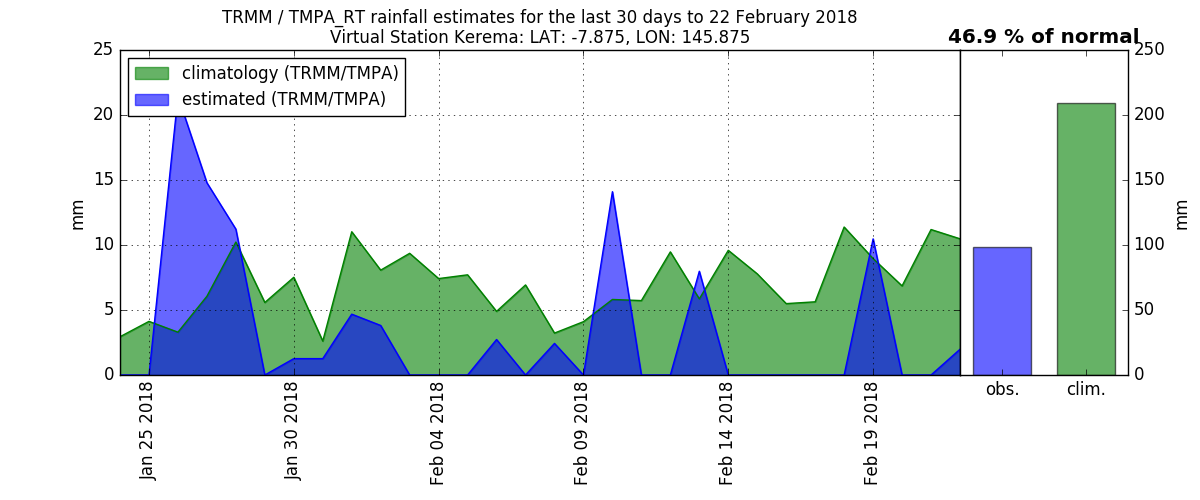 TRMM / TMPA_RT rainfall estimates for the last 30 days to 22 February 2018
Virtual Station Kerema: LAT: -7.875, LON: 145.875
46.9 % of normal
climatology (TRMM/TMPA)
estimated (TRMM/TMPA)
25
20
15
10
5
0
mm
Jan 25 2018
Jan 30 2018
Feb 04 2018
Feb 09 2018
Feb 14 2018
Feb 19 2018
obs.
clim.
250
200
150
100
50
0
mm